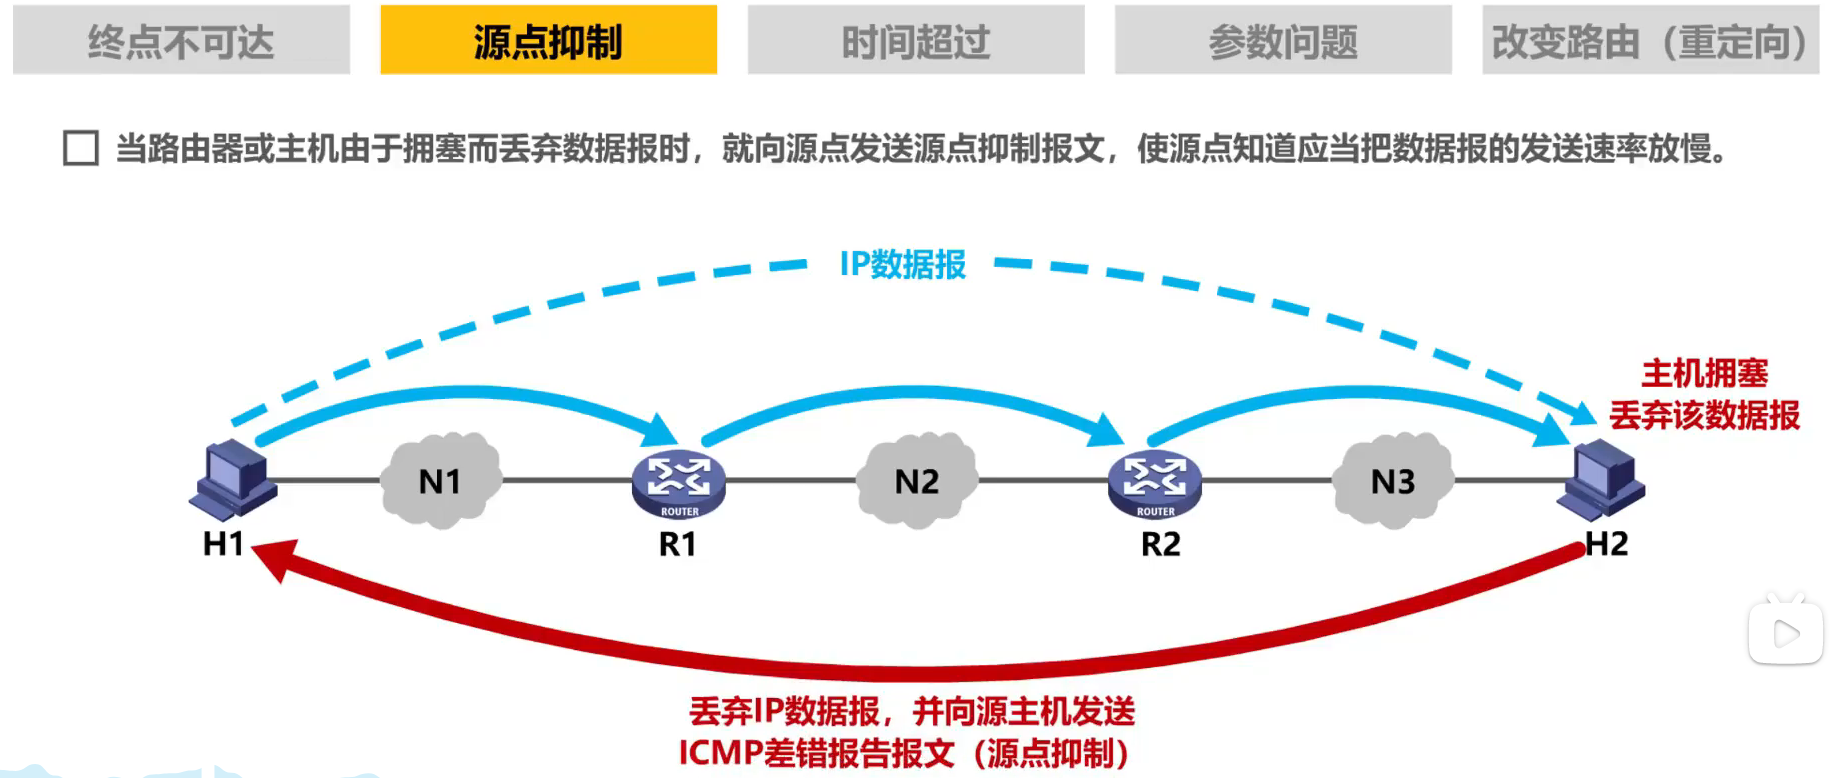 终点不可达
源点抑制
时间超过
参数问题
改变路由（重定向）
当路由器或主机由于拥塞而丢弃数据报时，就向源点发送源点抑制报文，使源点知道应当把数据报的发送速率放慢。
IP数据报
主机拥塞
丢弃该数据报
N1
N2
N3
ROUTER
ROUTER
H1
R1
R2
H2
丢弃IP数据报，并向源主机发送
ICMP差错报告报文（源点抑制）